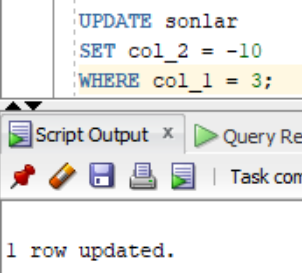 UPDATE sonlar
SET col_2 = -10
WHERE col_1 = 3;
Script Output x Query Re
Task com
1 row updated.